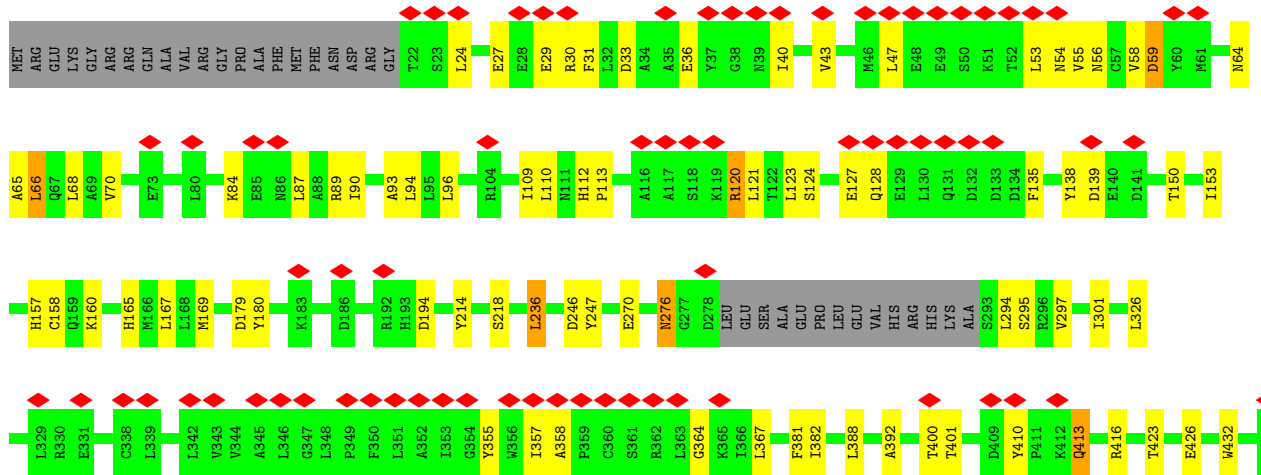 MET ARG GLU LYS GLY ARG ARG GLN ALA VAL ARG GLY PRO ALA PHE MET PHE ASN ASP ARG GLY T22 S23 L24 E27 E28 E29 R30 F31 L32 D33 A34 A35 E36 Y37 G38 N39 I40 V43 M46 L47 E48 E49 S50 K51 T52 L53 N54 V55 N56 C57 V58 D59 Y60 M61 N64
A65 L66 Q67 L68 A69 V70 E73 L80 K84 E85 N86 L87 A88 R89 I90 A93 L94 L95 L96 R104 I109 L110 N111 H112 P113 A116 A117 S118 K119 R120 L121 T122 L123 S124 E127 Q128 E129 L130 Q131 D132 D133 D134 F135 Y138 D139 E140 D141 T150 I153
H157 C158 Q159 K160 H165 M166 L167 L168 M169 D179 Y180 K183 D186 R192 H193 D194 Y214 S218 L236 D246 Y247 E270 N276 G277 D278 LEU GLU SER ALA GLU PRO LEU GLU VAL HIS ARG HIS LYS ALA S293 L294 S295 R296 V297 I301 L326
L329 R330 E331 C338 L339 L342 V343 V344 A345 L346 G347 L348 P349 F350 L351 A352 I353 G354 Y355 W356 I357 A358 P359 C360 S361 R362 L363 G364 K365 I366 L367 F381 I382 L388 A392 T400 T401 D409 Y410 P411 K412 Q413 R416 T423 E426 W432